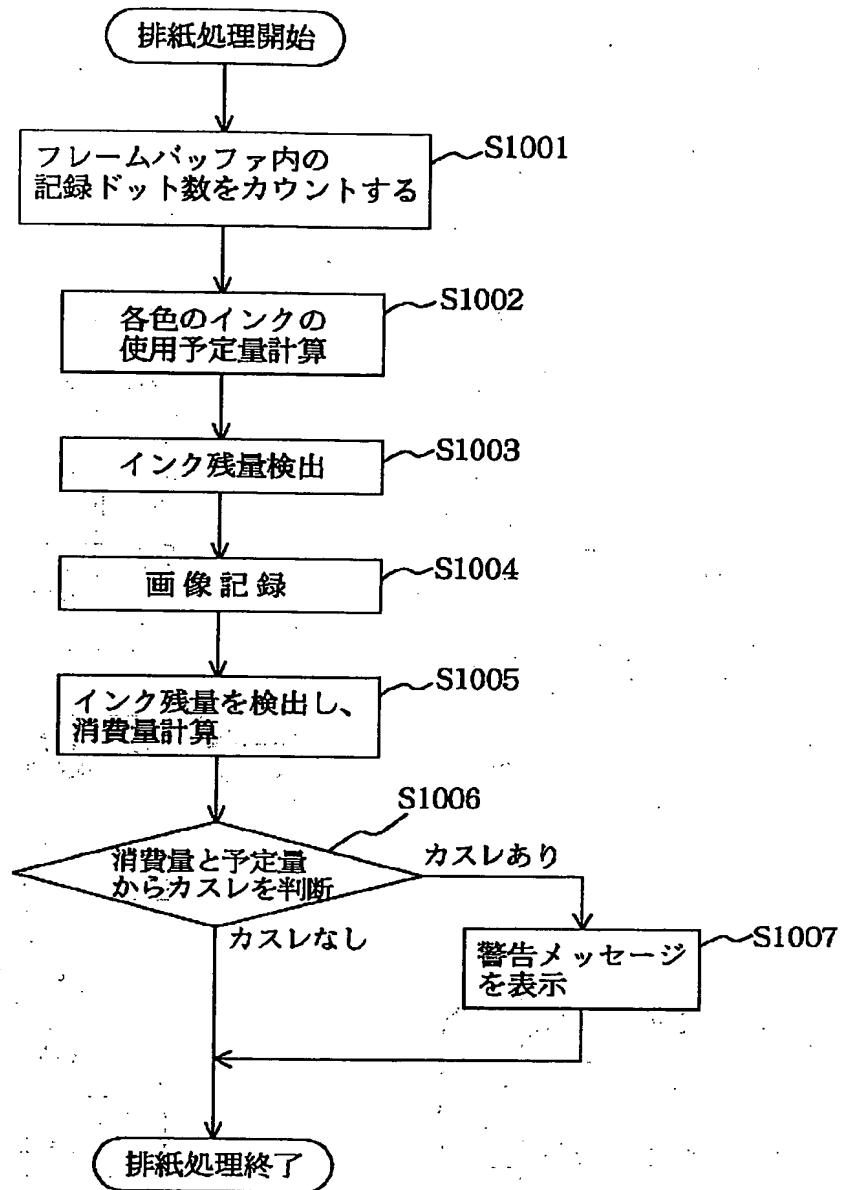 排紙処理開始
S1001
フレームバッファ内の
記録ドット数をカウントする
S1002
各色のインクの
使用予定量計算
S1003
インク残量検出
S1004
画像記録
S1005
インク残量を検出し、
消費量計算
S1006
消費量と予定量
からカスレを判断
カスレあり
カスレなし
S1007
警告メッセージ
を表示
排紙処理終了